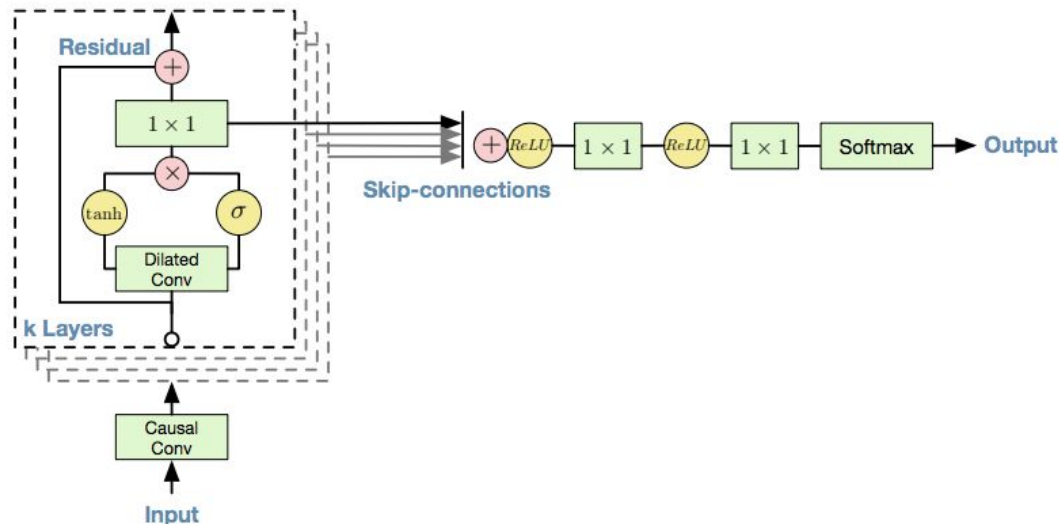 Residual
+
1 × 1
×
tanh
σ
Dilated
Conv
k Layers
Causal
Conv
Input
+
ReLU
1 × 1
ReLU
1 × 1
Softmax
Output
Skip-connections